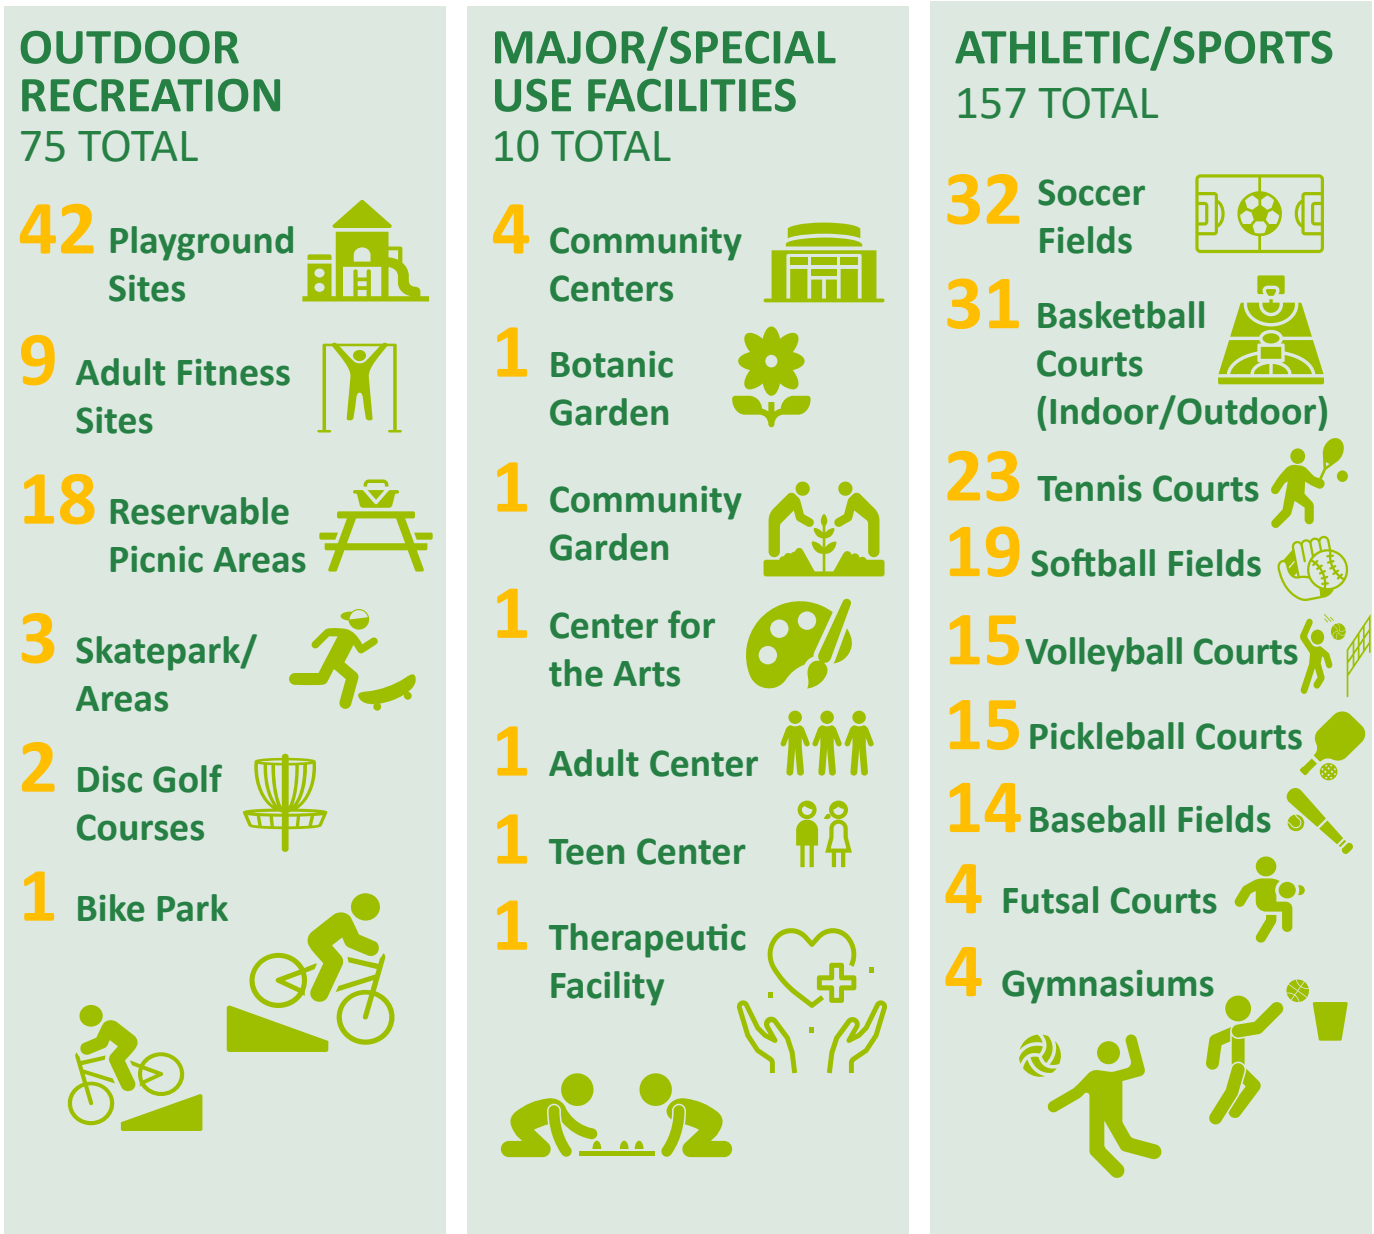 OUTDOOR
RECREATION
75 TOTAL
42 Playground
Sites
9 Adult Fitness
Sites
18 Reservable
Picnic Areas
3 Skatepark/
Areas
2 Disc Golf
Courses
1 Bike Park
MAJOR/SPECIAL
USE FACILITIES
10 TOTAL
4 Community
Centers
1 Botanic
Garden
1 Community
Garden
1 Center for
the Arts
1 Adult Center
1 Teen Center
1 Therapeutic
Facility
ATHLETIC/SPORTS
157 TOTAL
32 Soccer
Fields
31 Basketball
Courts
(Indoor/Outdoor)
23 Tennis Courts
19 Softball Fields
15 Volleyball Courts
15 Pickleball Courts
14 Baseball Fields
4 Futsal Courts
4 Gymnasiums